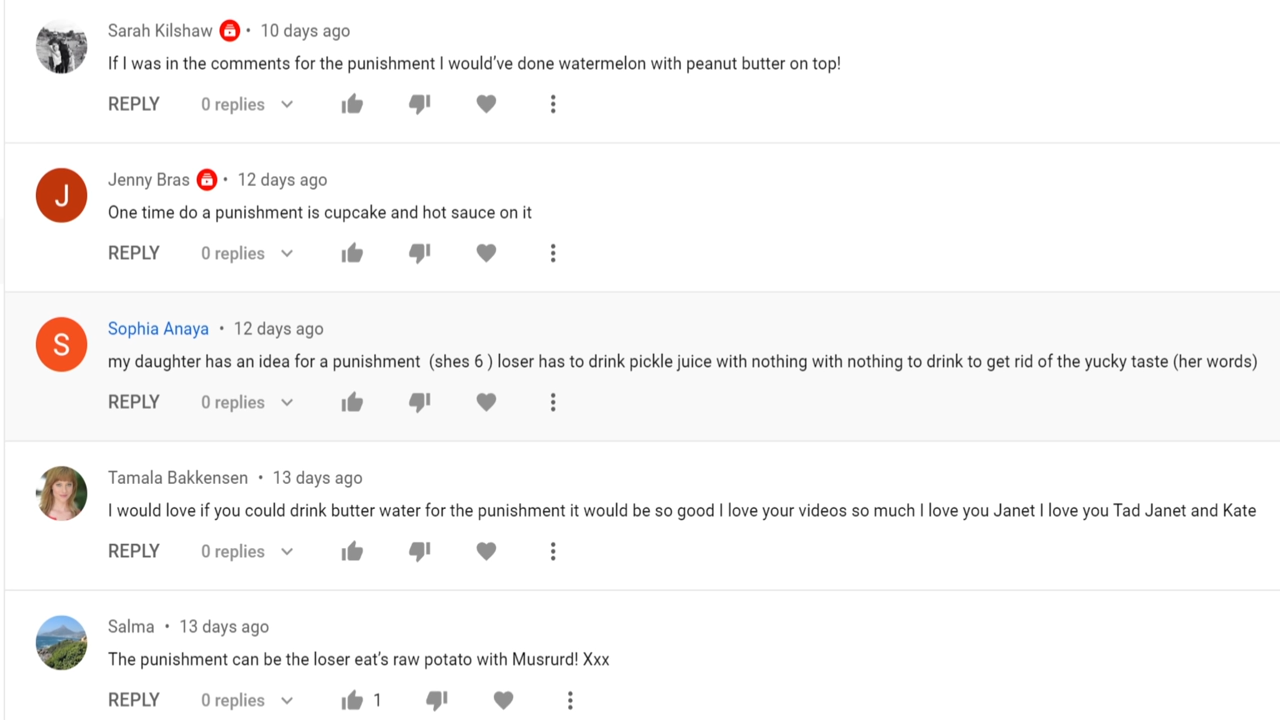 Sarah Kilshaw • 10 days ago
If I was in the comments for the punishment I would’ve done watermelon with peanut butter on top!
REPLY 0 replies
J
Jenny Bras • 12 days ago
One time do a punishment is cupcake and hot sauce on it
REPLY 0 replies
S
Sophia Anaya • 12 days ago
my daughter has an idea for a punishment (shes 6 ) loser has to drink pickle juice with nothing with nothing to drink to get rid of the yucky taste (her words)
REPLY 0 replies
Tamala Bakkensen • 13 days ago
I would love if you could drink butter water for the punishment it would be so good I love your videos so much I love you Janet I love you Tad Janet and Kate
REPLY 0 replies
Salma • 13 days ago
The punishment can be the loser eat’s raw potato with Musrurd! Xxx
REPLY 0 replies 1